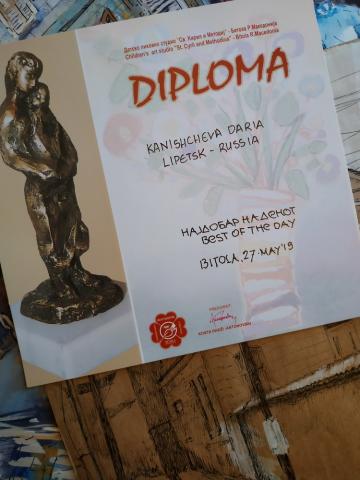 Детско ликовно студио "Св. Кирил и Методиј" - Битола Р.Македонија
Children's art studio "St. Cyril and Methodius" - Bitola R.Macedonia
DIPLOMA
KANISHCHEVA DARIA
LIPETSK - RUSSIA
НАЈДОБАР НА ДЕНОТ
BEST OF THE DAY
BITOLA, 27. MAY '19